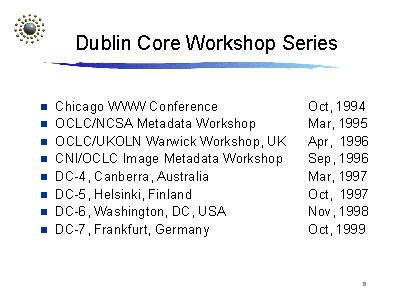 Dublin Core Workshop Series
Chicago WWW Conference Oct, 1994
OCLC/NCSA Metadata Workshop Mar, 1995
OCLC/UKOLN Warwick Workshop, UK Apr, 1996
CNI/OCLC Image Metadata Workshop Sep, 1996
DC-4, Canberra, Australia Mar, 1997
DC-5, Helsinki, Finland Oct, 1997
DC-6, Washington, DC, USA Nov, 1998
DC-7, Frankfurt, Germany Oct, 1999